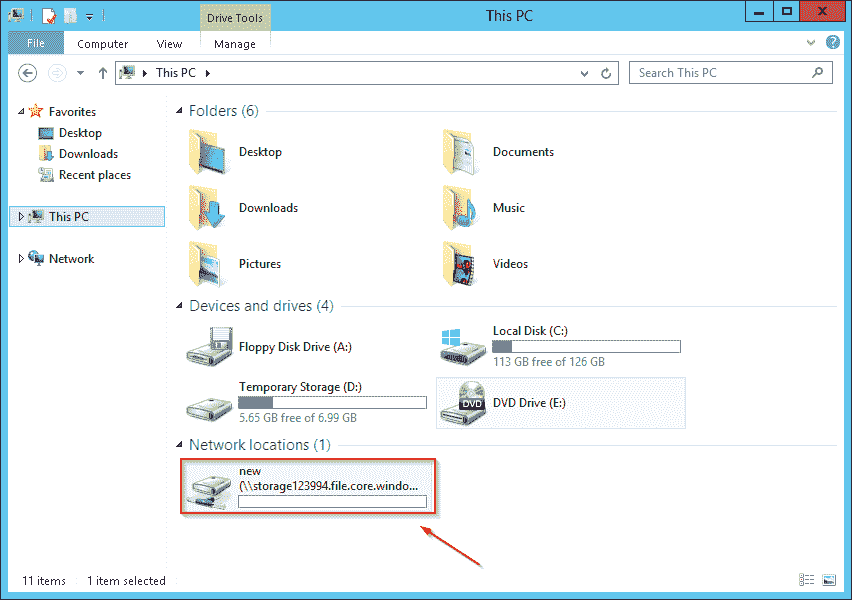 Drive Tools
This PC
File
Computer
View
Manage
This PC
Search This PC
Favorites
Desktop
Downloads
Recent places
This PC
Network
Folders (6)
Desktop
Documents
Downloads
Music
Pictures
Videos
Devices and drives (4)
Floppy Disk Drive (A:)
Local Disk (C:)
113 GB free of 126 GB
Temporary Storage (D:)
5.65 GB free of 6.99 GB
DVD
DVD Drive (E:)
Network locations (1)
new
(\\storage123994.file.core.windo...
11 items
1 item selected